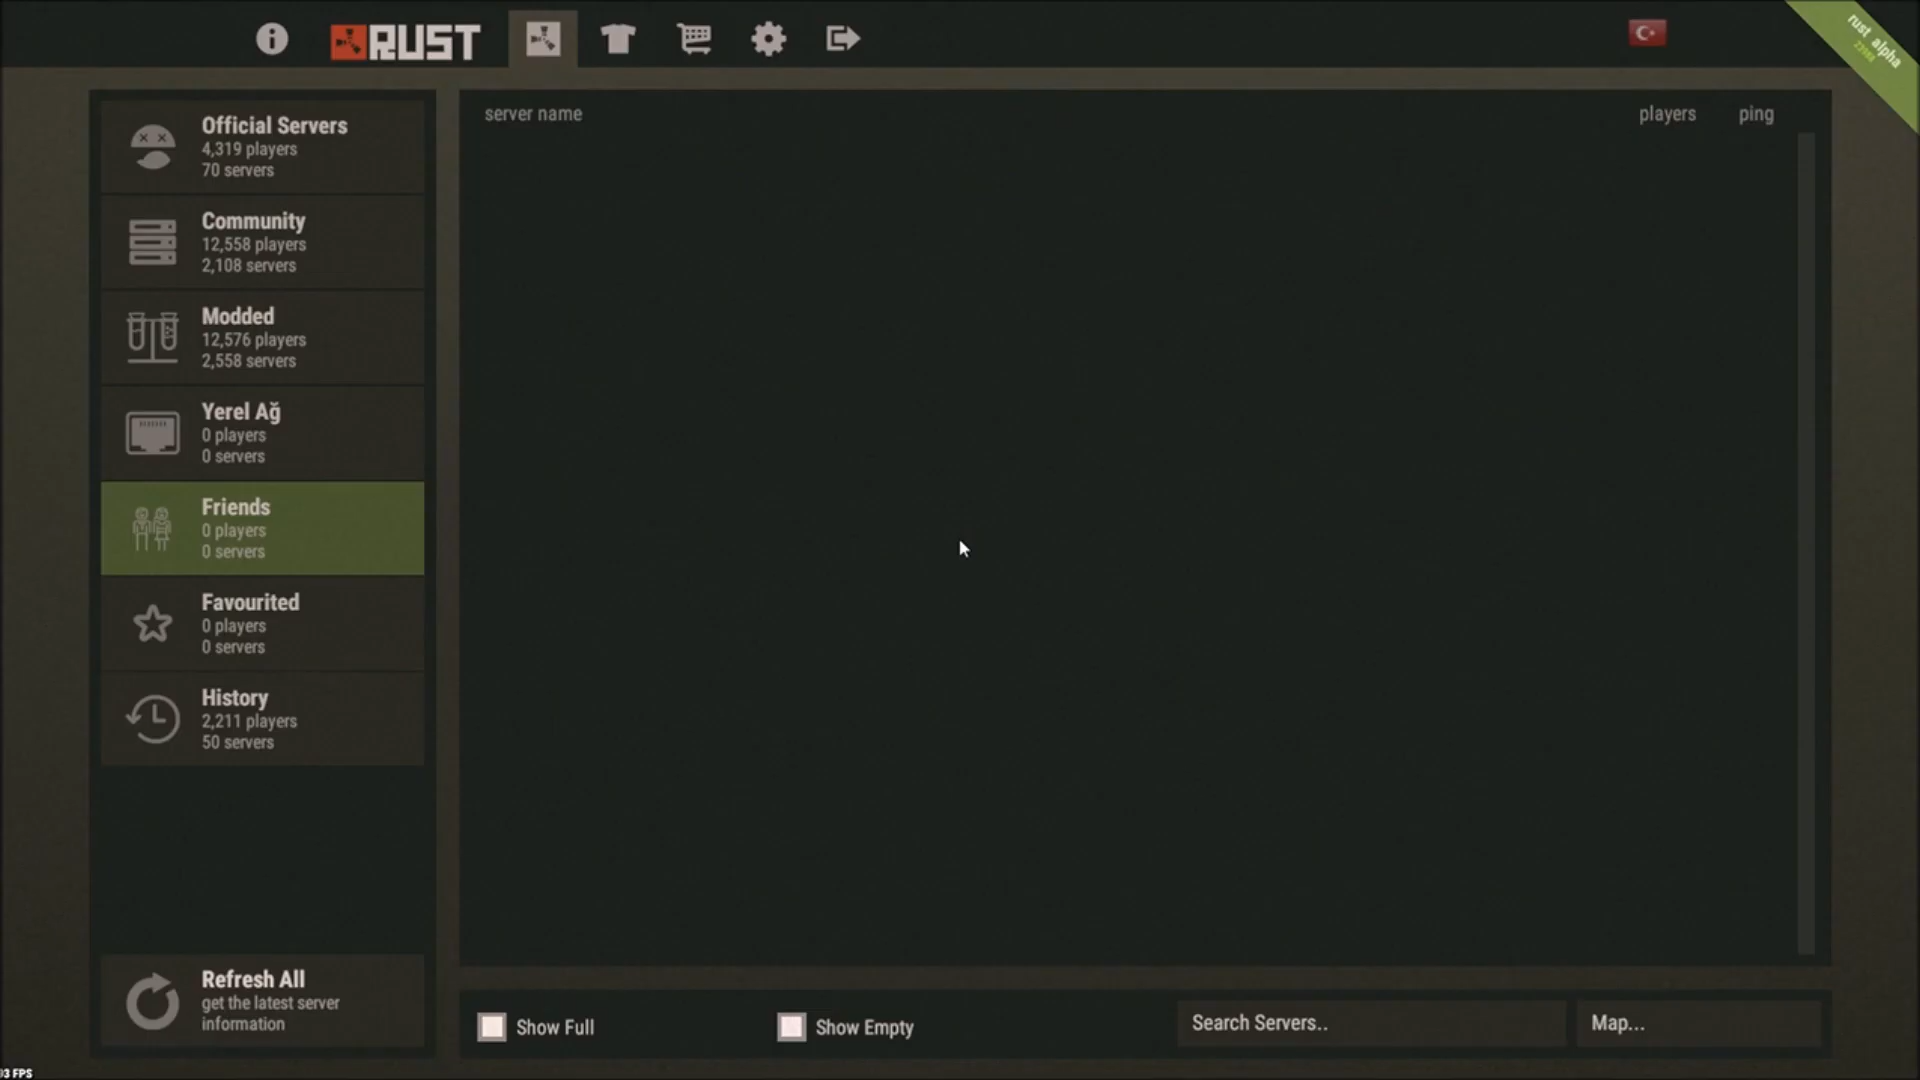 RUST
rust alpha
Official Servers
4,319 players
70 servers
Community
12,558 players
2,108 servers
Modded
12,576 players
2,558 servers
Yerel Ağ
0 players
0 servers
Friends
0 players
0 servers
Favourited
0 players
0 servers
History
2,211 players
50 servers
Refresh All
get the latest server
information
server name players ping
Show Full
Show Empty
Search Servers..
Map...
FPS